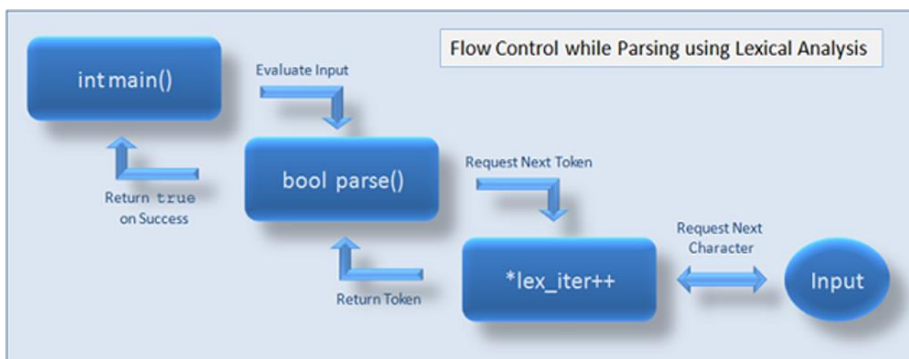 Flow Control while Parsing using Lexical Analysis
int main()
Evaluate Input
Return true
on Success
bool parse()
Request Next Token
Return Token
*lex_iter++
Request Next
Character
Input